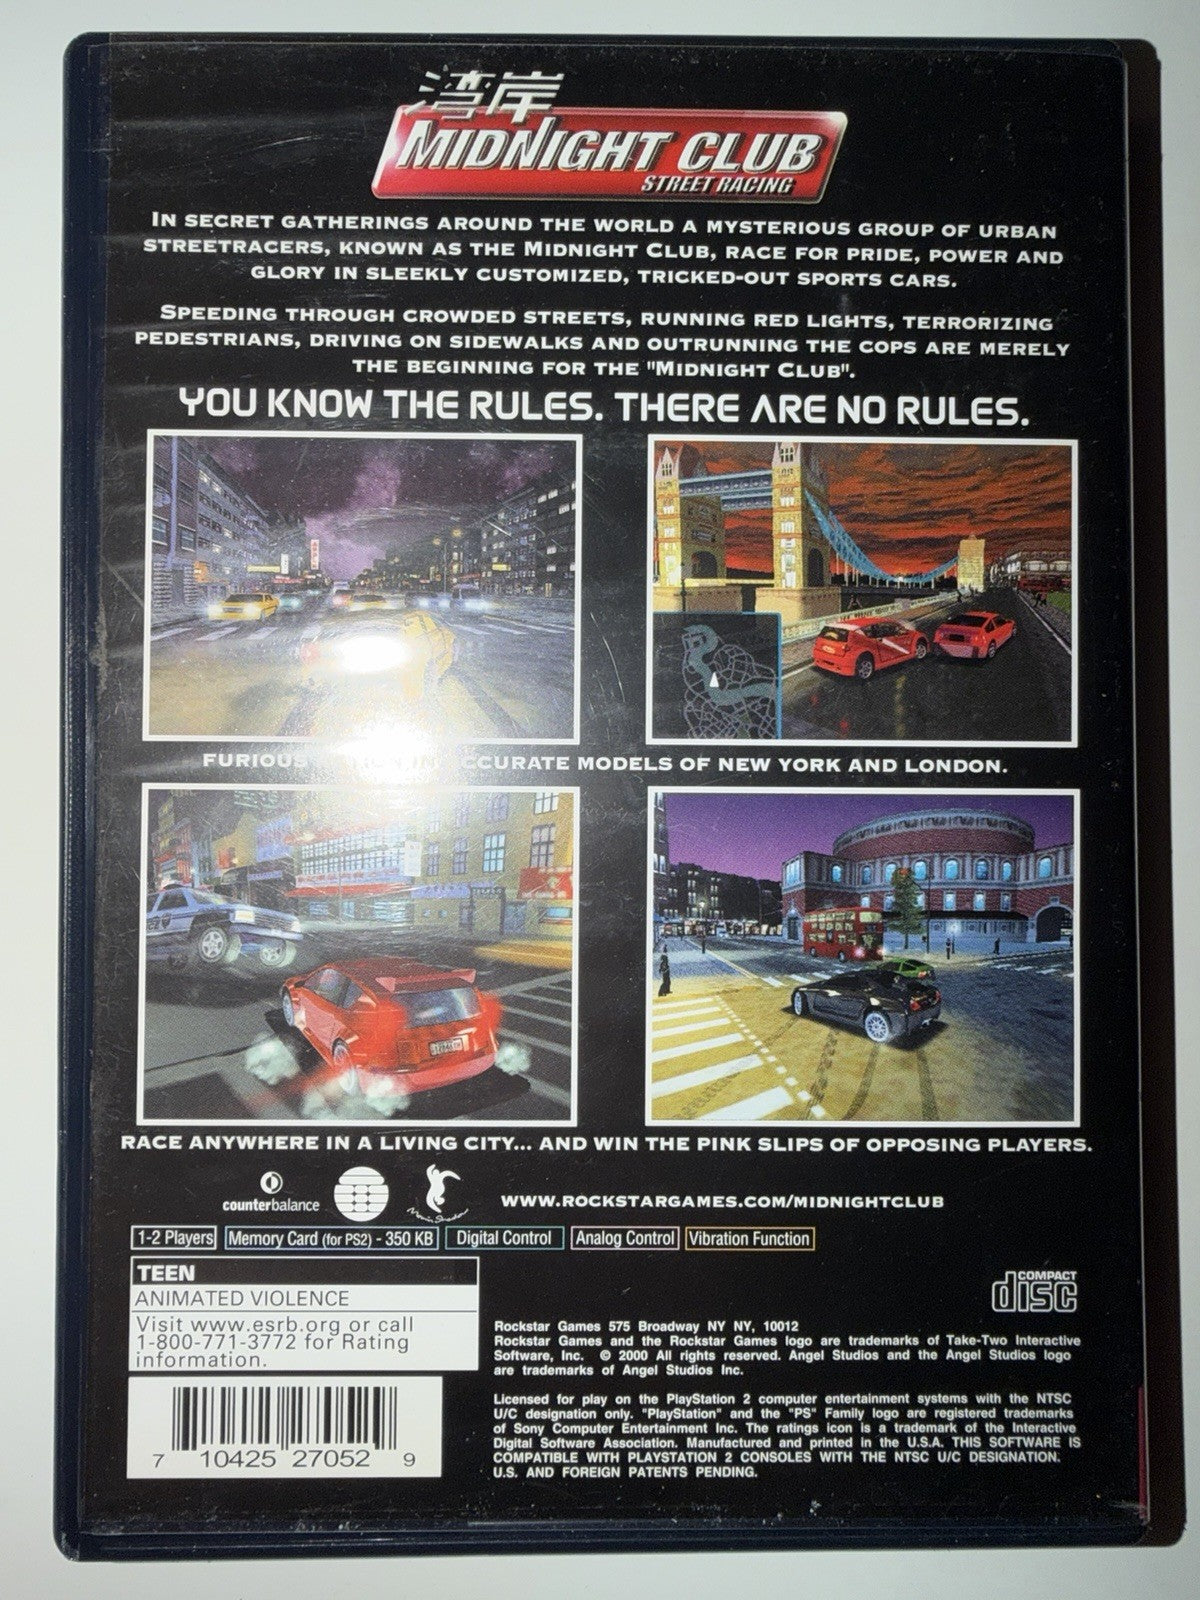 湾岸
MIDNIGHT CLUB
STREET RACING
IN SECRET GATHERINGS AROUND THE WORLD A MYSTERIOUS GROUP OF URBAN
STREETRACERS, KNOWN AS THE MIDNIGHT CLUB, RACE FOR PRIDE, POWER AND
GLORY IN SLEEKLY CUSTOMIZED, TRICKED-OUT SPORTS CARS.
SPEEDING THROUGH CROWDED STREETS, RUNNING RED LIGHTS, TERRORIZING
PEDESTRIANS, DRIVING ON SIDEWALKS AND OUTRUNNING THE COPS ARE MERELY
THE BEGINNING FOR THE "MIDNIGHT CLUB".
YOU KNOW THE RULES. THERE ARE NO RULES.
FURIOUS IN ACCURATE MODELS OF NEW YORK AND LONDON.
RACE ANYWHERE IN A LIVING CITY... AND WIN THE PINK SLIPS OF OPPOSING PLAYERS.
counterbalance
Movin Shadow
WWW.ROCKSTARGAMES.COM/MIDNIGHTCLUB
1-2 Players Memory Card (for PS2) - 350 KB Digital Control Analog Control Vibration Function
TEEN
ANIMATED VIOLENCE
Visit www.esrb.org or call
1-800-771-3772 for Rating
information.
COMPACT
disc
Rockstar Games 575 Broadway NY NY, 10012
Rockstar Games and the Rockstar Games logo are trademarks of Take-Two Interactive
Software, Inc. © 2000 All rights reserved. Angel Studios and the Angel Studios logo
are trademarks of Angel Studios Inc.
Licensed for play on the PlayStation 2 computer entertainment systems with the NTSC
U/C designation only. "PlayStation" and the "PS" Family logo are registered trademarks
of Sony Computer Entertainment Inc. The ratings icon is a trademark of the Interactive
Digital Software Association. Manufactured and printed in the U.S.A. THIS SOFTWARE IS
COMPATIBLE WITH PLAYSTATION 2 CONSOLES WITH THE NTSC U/C DESIGNATION.
U.S. AND FOREIGN PATENTS PENDING.
7 10425 27052 9